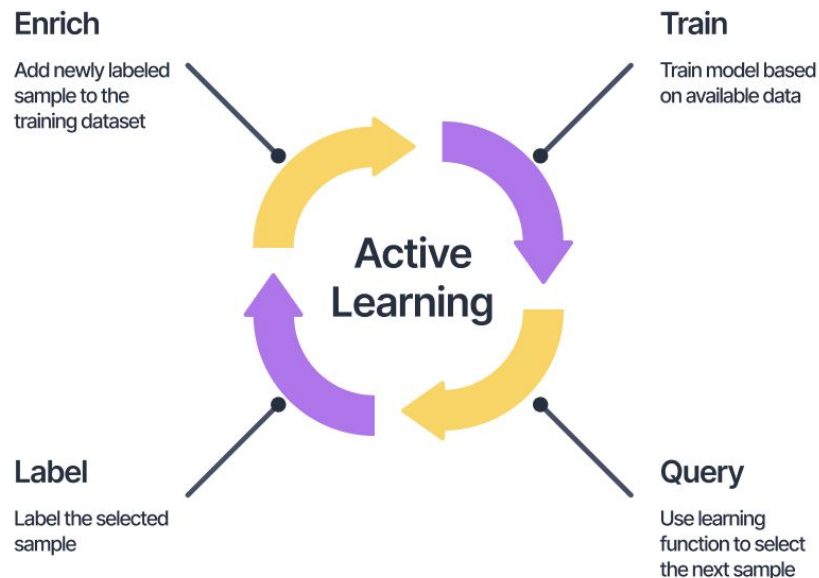 Enrich
Add newly labeled
sample to the
training dataset
Train
Train model based
on available data
Active
Learning
Label
Label the selected
sample
Query
Use learning
function to select
the next sample